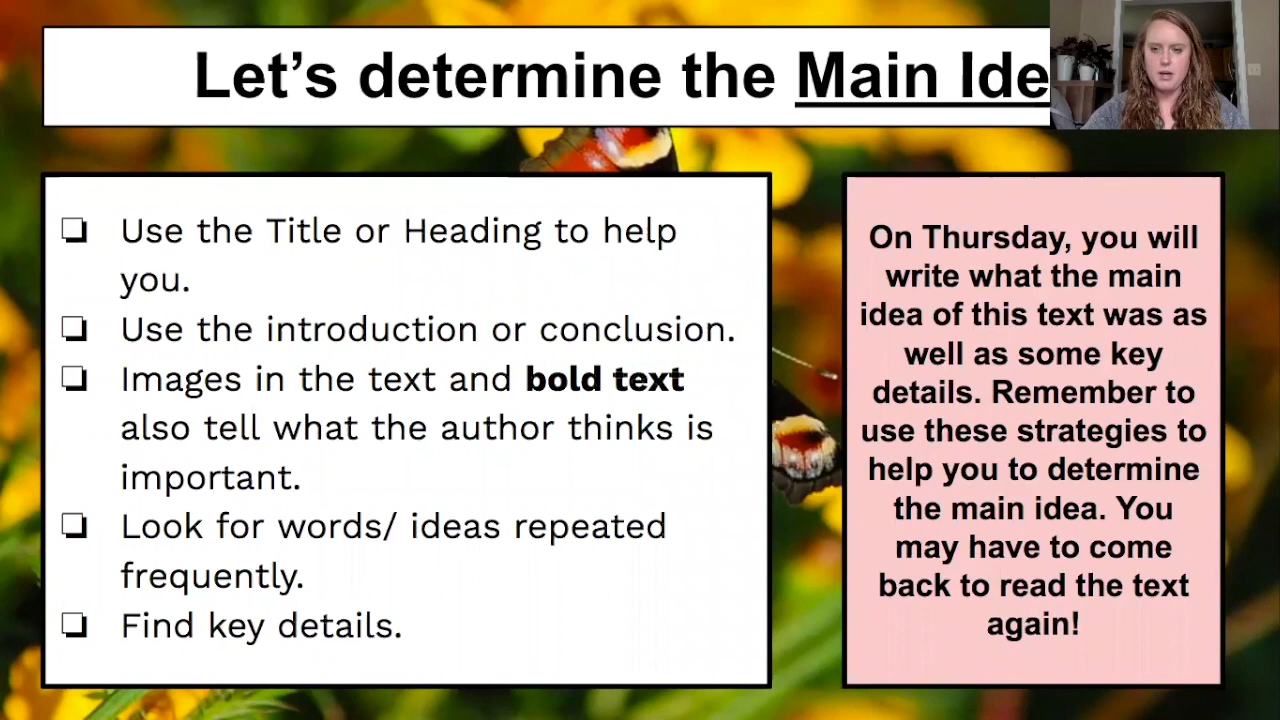 Let's determine the Main Ide
❏ Use the Title or Heading to help
you.
❏ Use the introduction or conclusion.
❏ Images in the text and bold text
also tell what the author thinks is
important.
❏ Look for words/ ideas repeated
frequently.
❏ Find key details.
On Thursday, you will
write what the main
idea of this text was as
well as some key
details. Remember to
use these strategies to
help you to determine
the main idea. You
may have to come
back to read the text
again!